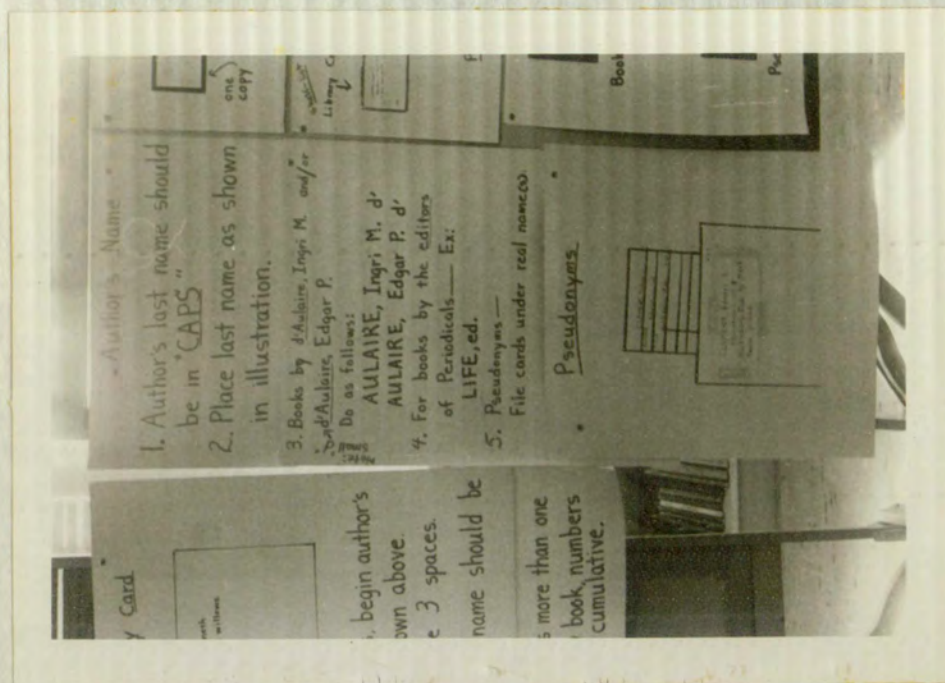 y Card
willows
, begin author's
own above.
e 3 spaces.
name should be
s more than one
book, numbers
cumulative.
"Author's Name"
1. Author's last name should
be in "CAPS"
2. Place last name as shown
in illustration.
3. Books by d'Aulaire, Ingri M. and/or
d'Aulaire, Edgar P.
Do as follows:
AULAIRE, Ingri M. d'
AULAIRE, Edgar P. d'
4. For books by the editors
of Periodicals — Ex:
LIFE, ed.
5. Pseudonyms —
File cards under real name(s).
Pseudonyms
one
copy
Library C
Book
Pse